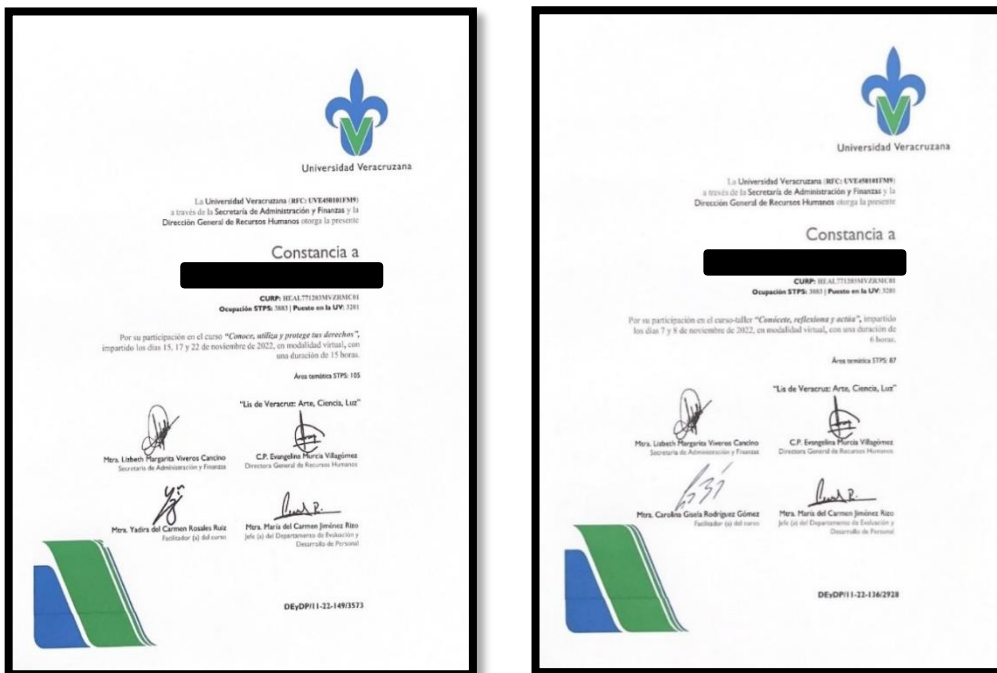 Universidad Veracruzana
La Universidad Veracruzana (RFC: UVE450101FM9)
a través de la Secretaría de Administración y Finanzas y la
Dirección General de Recursos Humanos otorga la presente
Constancia a
CURP: HEAL771203MVZRMC01
Ocupación STPS: 3883 | Puesto en la UV: 3201
Por su participación en el curso "Conoce, utiliza y protege tus derechos",
impartido los días 15, 17 y 22 de noviembre de 2022, en modalidad virtual, con
una duración de 15 horas.
Área temática STPS: 105
"Lis de Veracruz: Arte, Ciencia, Luz"
Mtra. Lizbeth Margarita Viveros Cancino
Secretaria de Administración y Finanzas
C.P. Evangelina Murcia Villagómez
Directora General de Recursos Humanos
Mtra. Yadira del Carmen Rosales Ruiz
Facilitador (a) del curso
Mtra. María del Carmen Jiménez Rizo
Jefe (a) del Departamento de Evaluación y
Desarrollo de Personal
DEyDP/11-22-149/3573
Universidad Veracruzana
La Universidad Veracruzana (RFC: UVE450101FM9)
a través de la Secretaría de Administración y Finanzas y la
Dirección General de Recursos Humanos otorga la presente
Constancia a
CURP: HEAL771203MVZRMC01
Ocupación STPS: 3883 | Puesto en la UV: 3201
Por su participación en el curso-taller "Conócete, reflexiona y actúa", impartido
los días 7 y 8 de noviembre de 2022, en modalidad virtual, con una duración de
6 horas.
Área temática STPS: 87
"Lis de Veracruz: Arte, Ciencia, Luz"
Mtra. Lizbeth Margarita Viveros Cancino
Secretaria de Administración y Finanzas
C.P. Evangelina Murcia Villagómez
Directora General de Recursos Humanos
Mtra. Carolina Gisela Rodríguez Gómez
Facilitador (a) del curso
Mtra. María del Carmen Jiménez Rizo
Jefe (a) del Departamento de Evaluación y
Desarrollo de Personal
DEyDP/11-22-136/2928